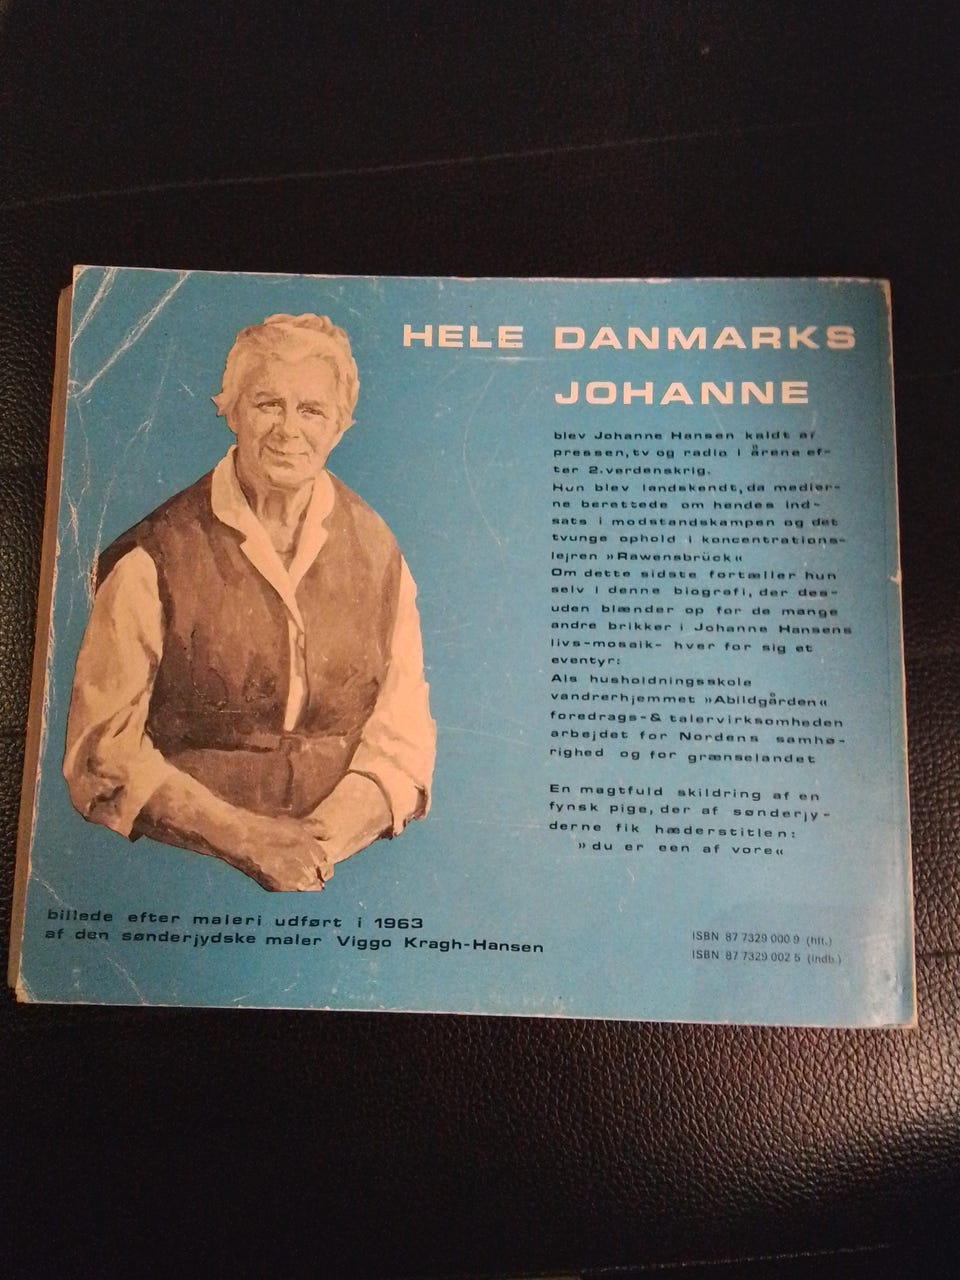 HELE DANMARKS
JOHANNE
blev Johanne Hansen kaldt af
pressen, tv og radio i årene ef-
ter 2.verdenskrig.
Hun blev landskendt, da medier-
ne berettede om hendes ind-
sats i modstandskampen og det
tvunge ophold i koncentrations-
lejren »Rawensbrück«
Om dette sidste fortæller hun
selv i denne biografi, der des-
uden blænder op for de mange
andre brikker i Johanne Hansens
livs-mosaik- hver for sig et
eventyr:
Als husholdningsskole
vandrerhjemmet »Abildgården«
foredrags-& talervirksomheden
arbejdet for Nordens samhø-
righed og for grænselandet
En magtfuld skildring af en
fynsk pige, der af sønderjy-
derne fik hæderstitlen:
»du er een af vore«
billede efter maleri udført i 1963
af den sønderjydske maler Viggo Kragh-Hansen
ISBN 87 7329 000 9 (hft.)
ISBN 87 7329 002 5 (indb.)